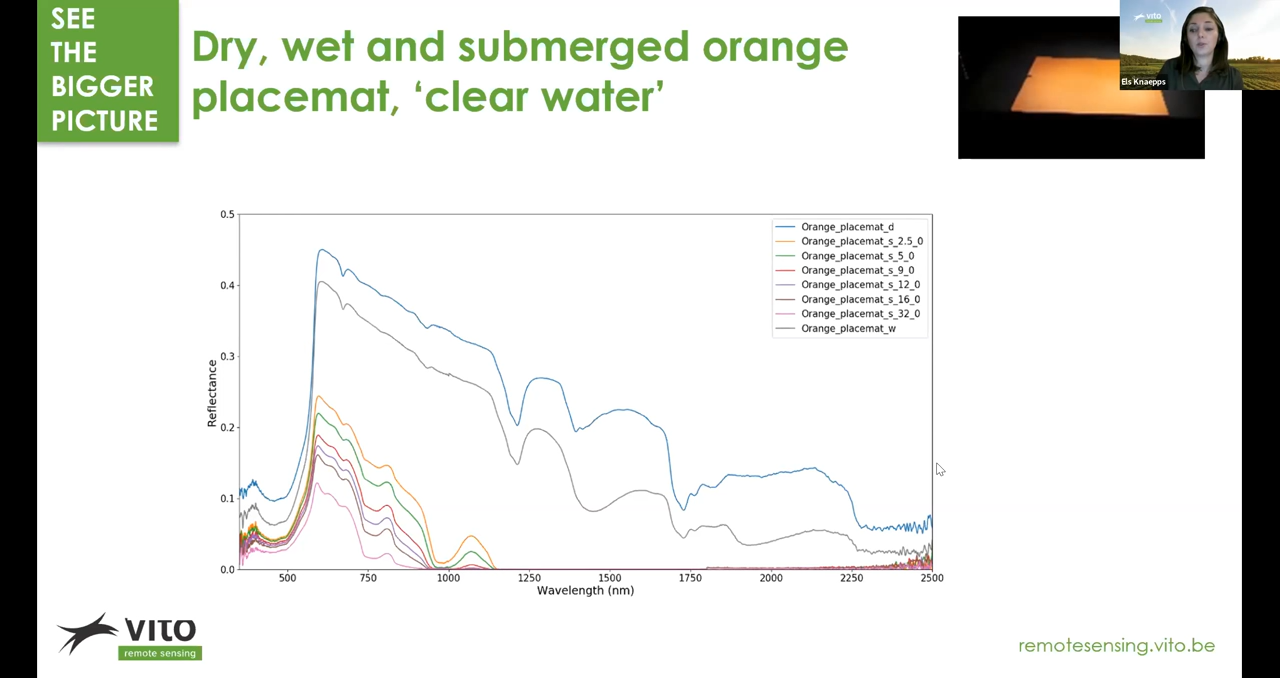 SEE
THE
BIGGER
PICTURE
Dry, wet and submerged orange
placemat, ‘clear water’
vito
Els Knaepps
0.5
0.4
0.3
0.2
0.1
0.0
Reflectance
Orange_placemat_d
Orange_placemat_s_2.5_0
Orange_placemat_s_5_0
Orange_placemat_s_9_0
Orange_placemat_s_12_0
Orange_placemat_s_16_0
Orange_placemat_s_32_0
Orange_placemat_w
500 750 1000 1250 1500 1750 2000 2250 2500
Wavelength (nm)
vito
remote sensing
remotesensing.vito.be